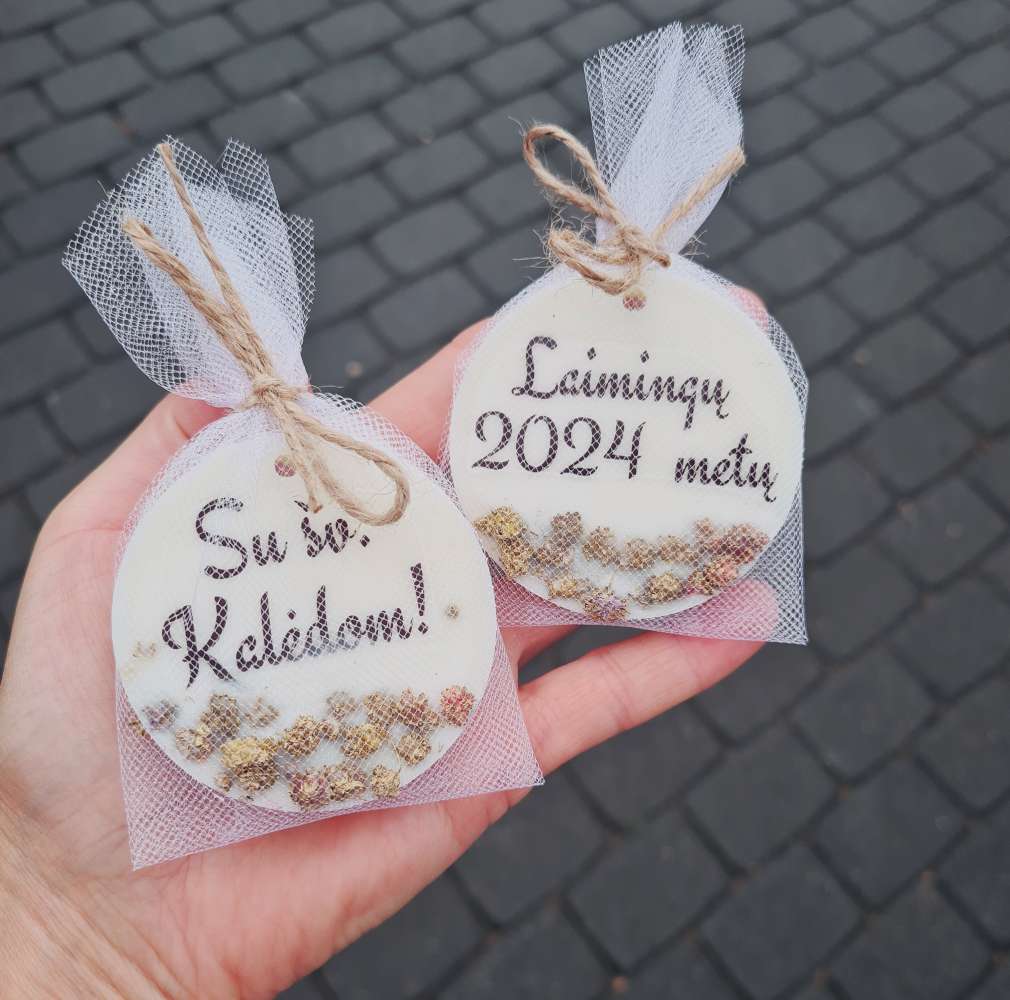 Su šv.
Kalėdom!
Laimingų
2024 metų